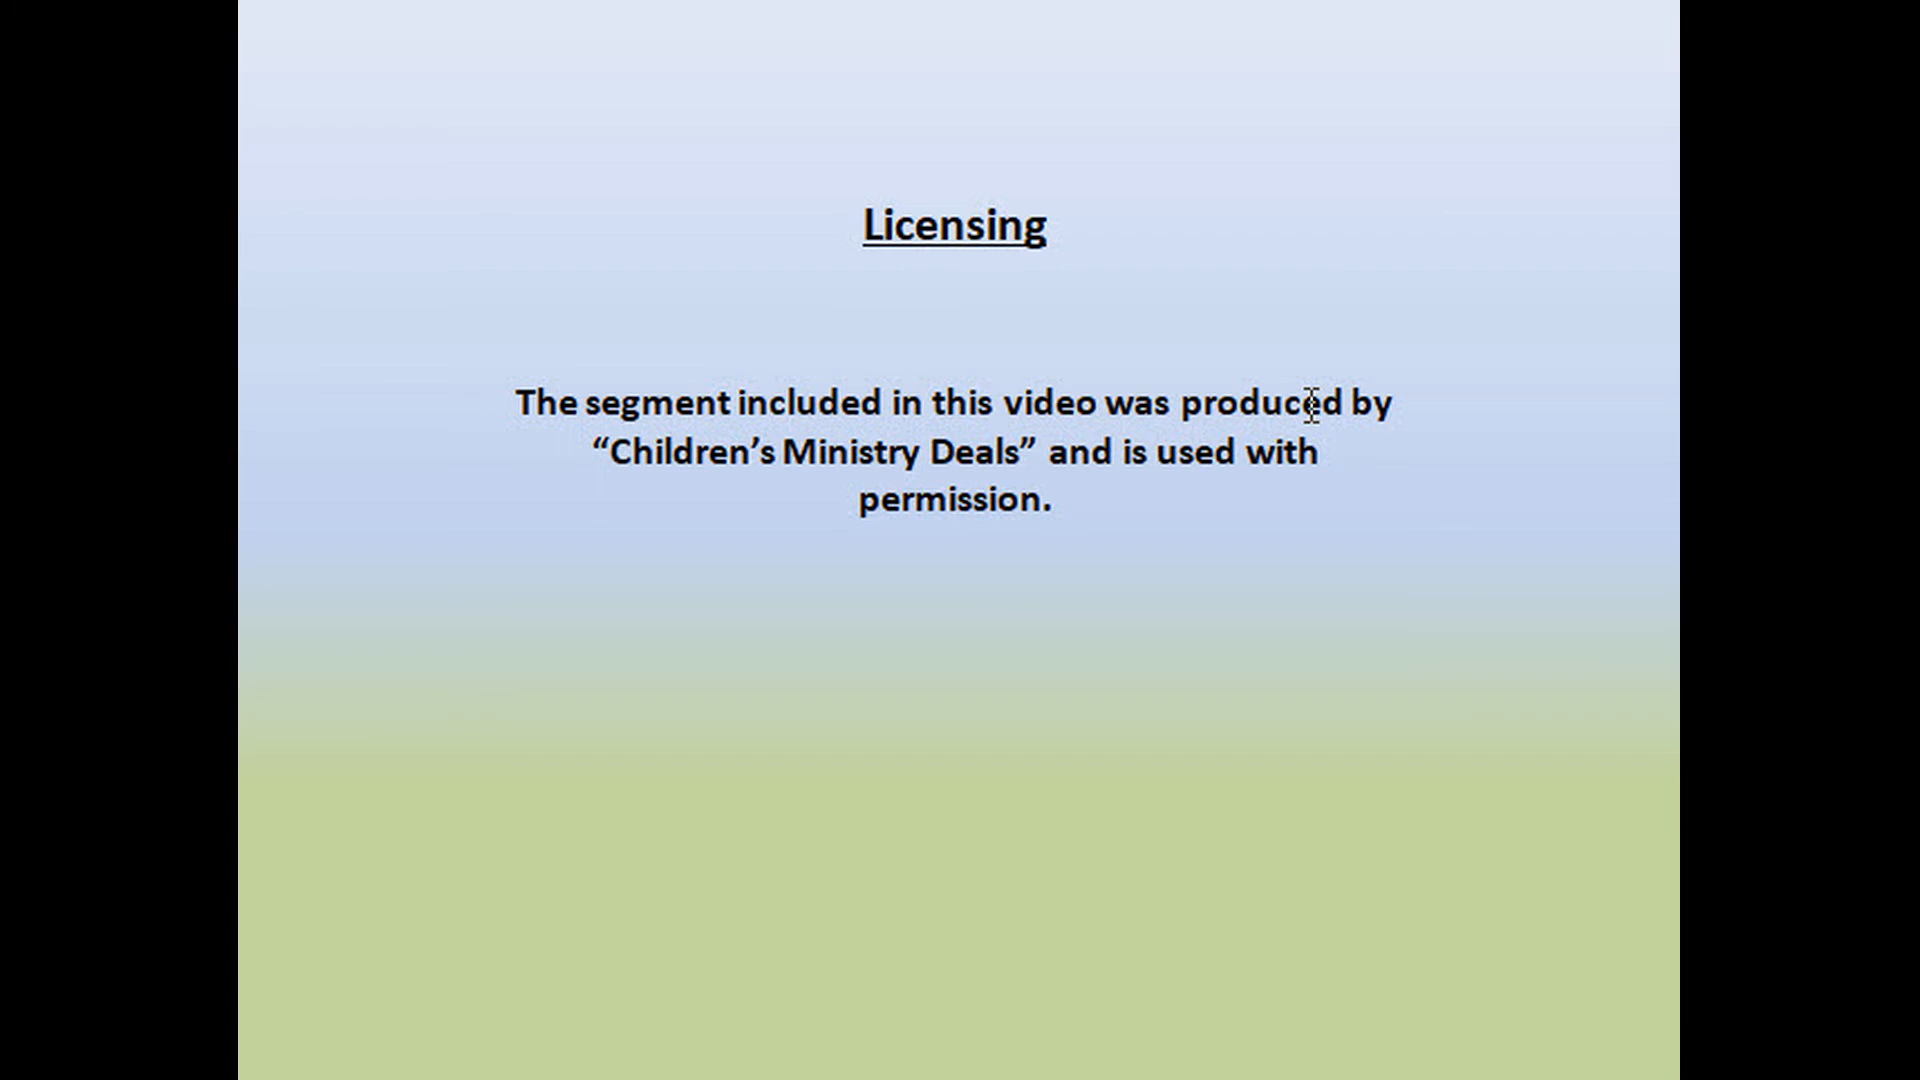 Licensing
The segment included in this video was produced by
“Children’s Ministry Deals” and is used with
permission.